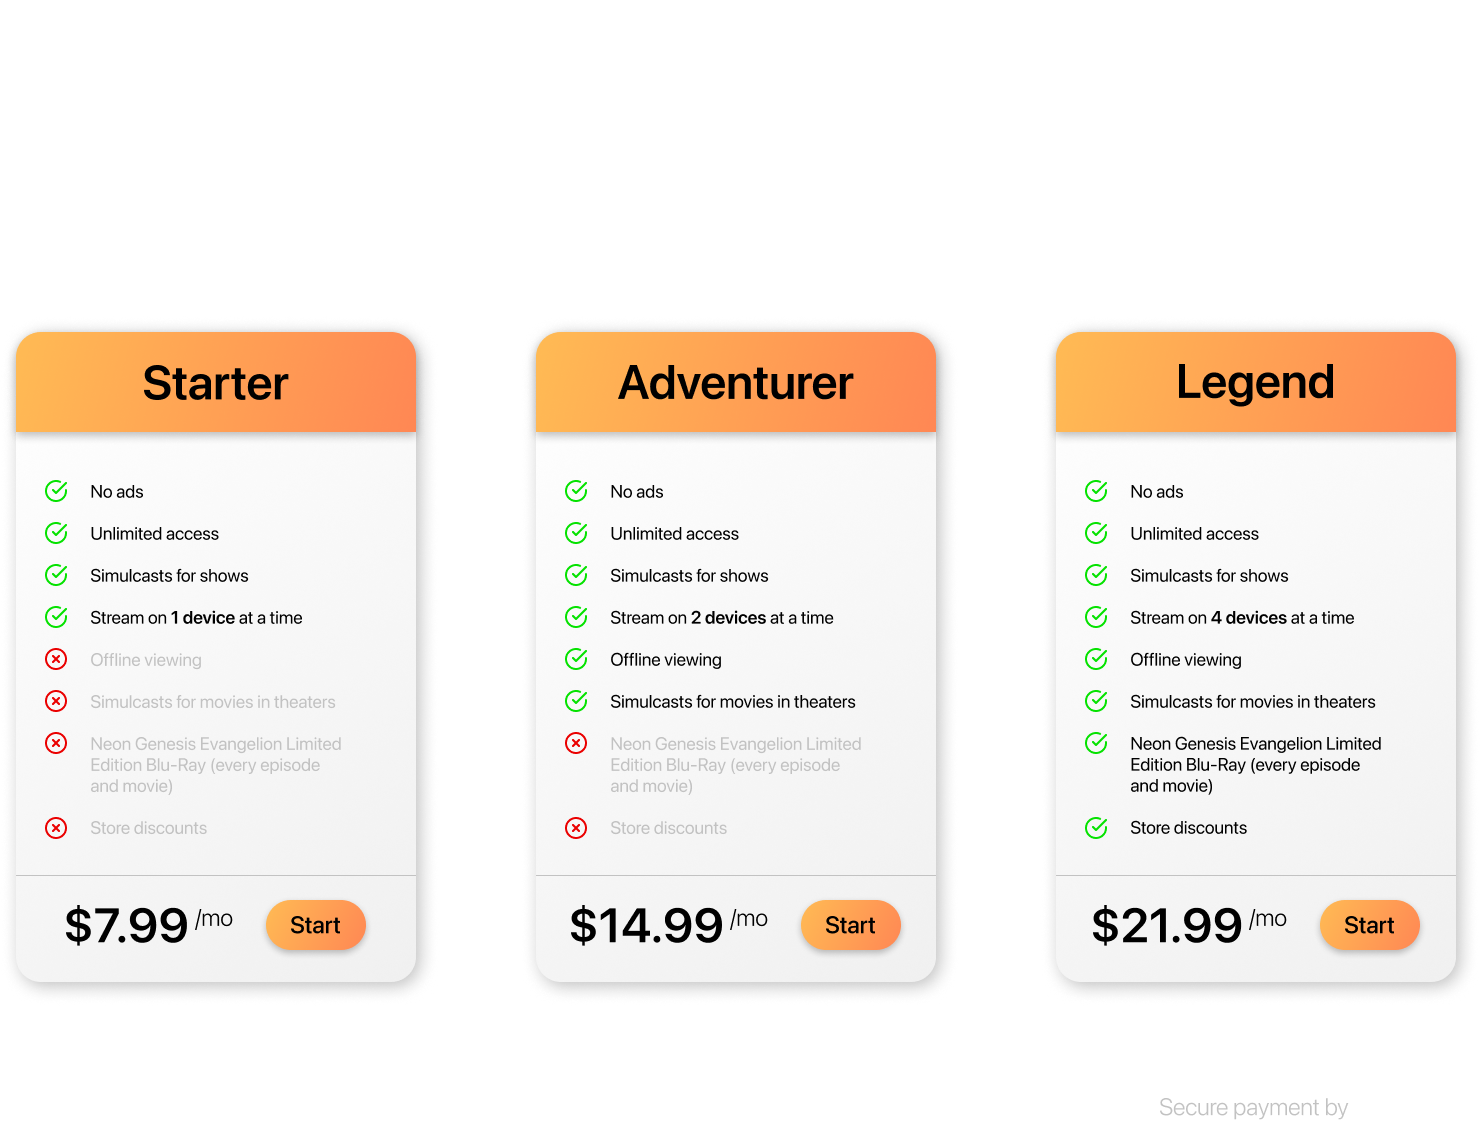 Starter
No ads
Unlimited access
Simulcasts for shows
Stream on 1 device at a time
Offline viewing
Simulcasts for movies in theaters
Neon Genesis Evangelion Limited
Edition Blu-Ray (every episode
and movie)
Store discounts
$7.99 /mo
Start
Adventurer
No ads
Unlimited access
Simulcasts for shows
Stream on 2 devices at a time
Offline viewing
Simulcasts for movies in theaters
Neon Genesis Evangelion Limited
Edition Blu-Ray (every episode
and movie)
Store discounts
$14.99 /mo
Start
Legend
No ads
Unlimited access
Simulcasts for shows
Stream on 4 devices at a time
Offline viewing
Simulcasts for movies in theaters
Neon Genesis Evangelion Limited
Edition Blu-Ray (every episode
and movie)
Store discounts
$21.99 /mo
Start
Secure payment by